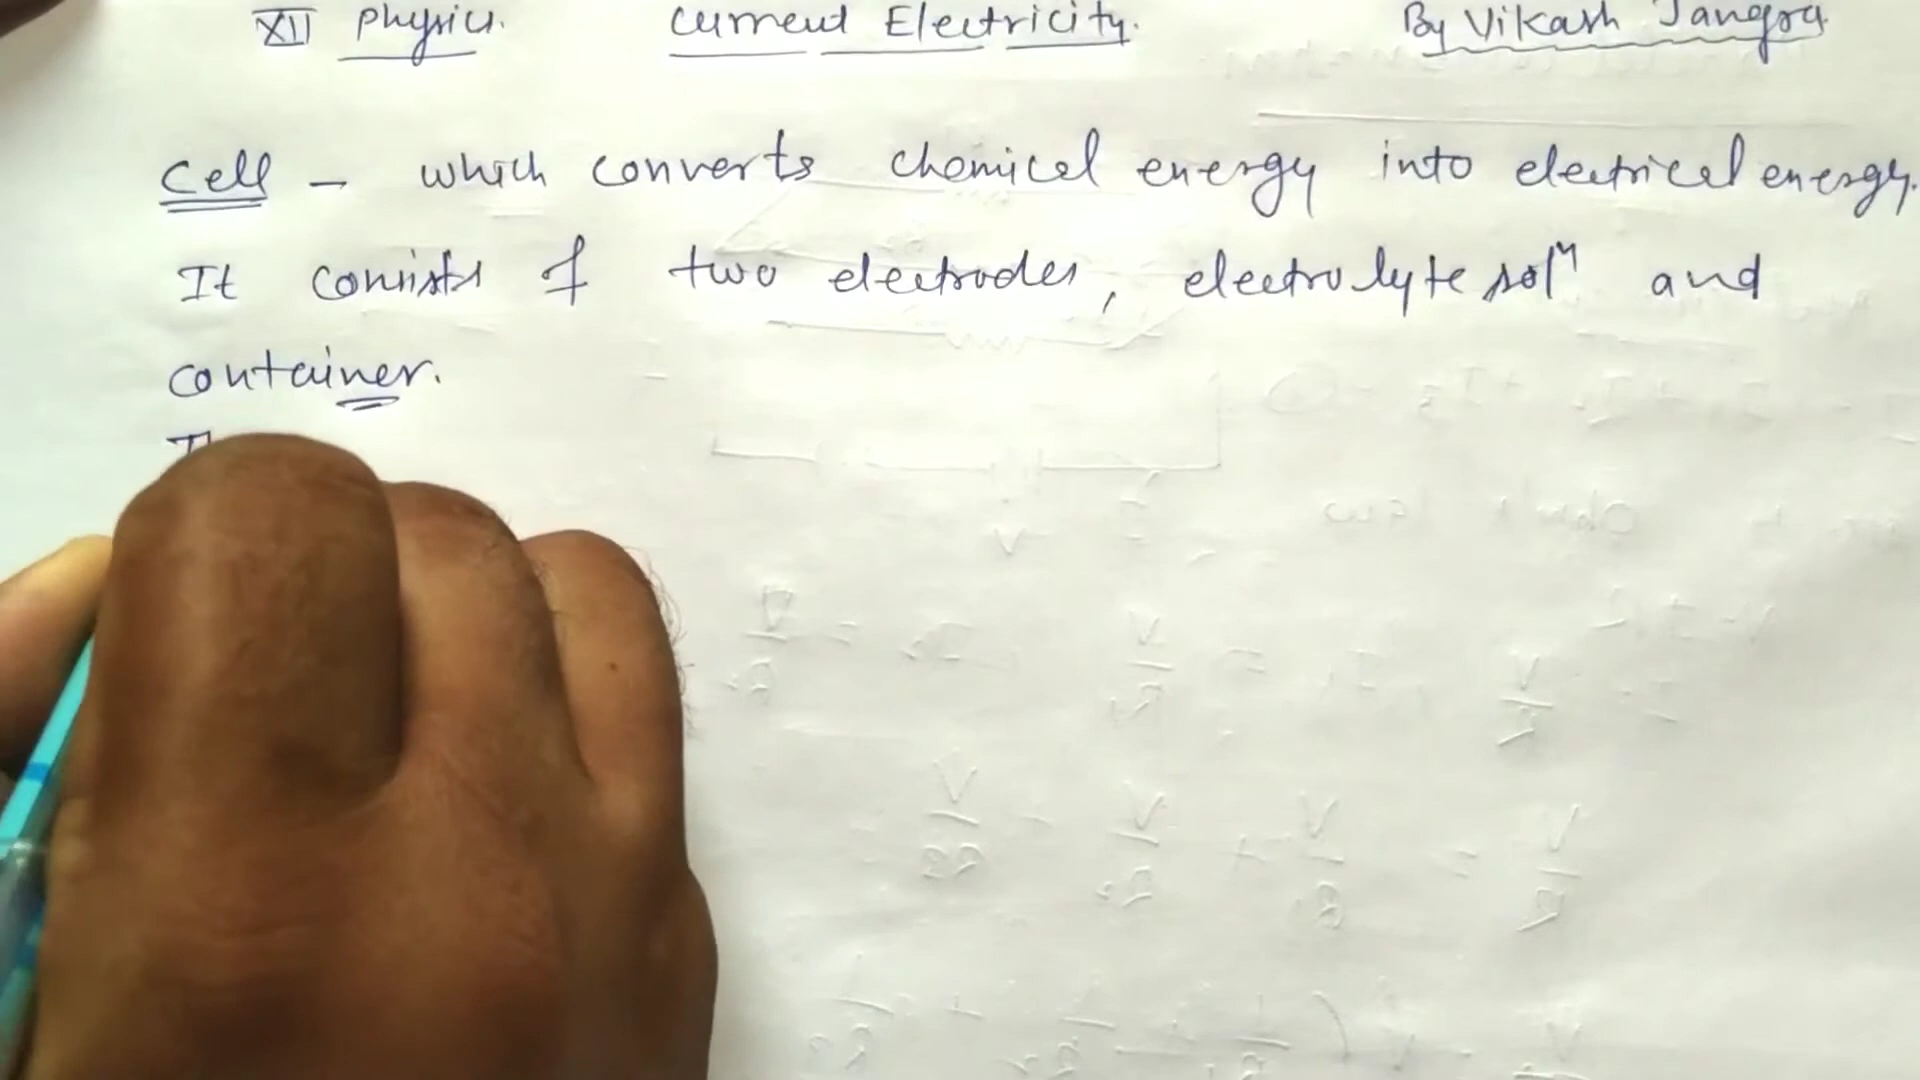 XII Physics. Current Electricity. By Vikash Jangra
Cell - which converts chemical energy into electrical energy.
It consists of two electrodes, electrolyte solⁿ and
container.